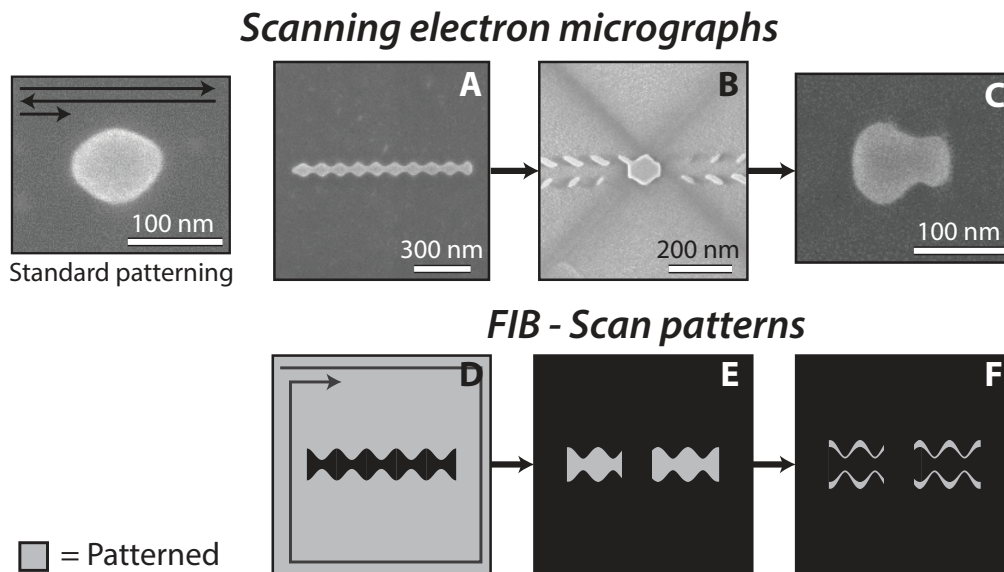 Scanning electron micrographs
A
B
C
100 nm
300 nm
200 nm
100 nm
Standard patterning
FIB - Scan patterns
D
E
F
= Patterned